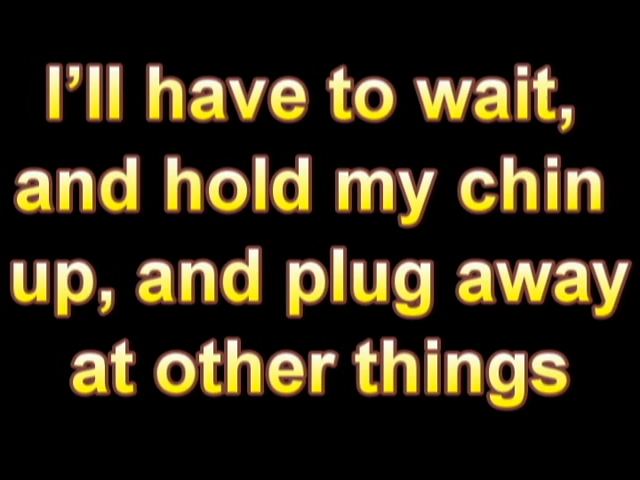 I’ll have to wait,
and hold my chin
up, and plug away
at other things